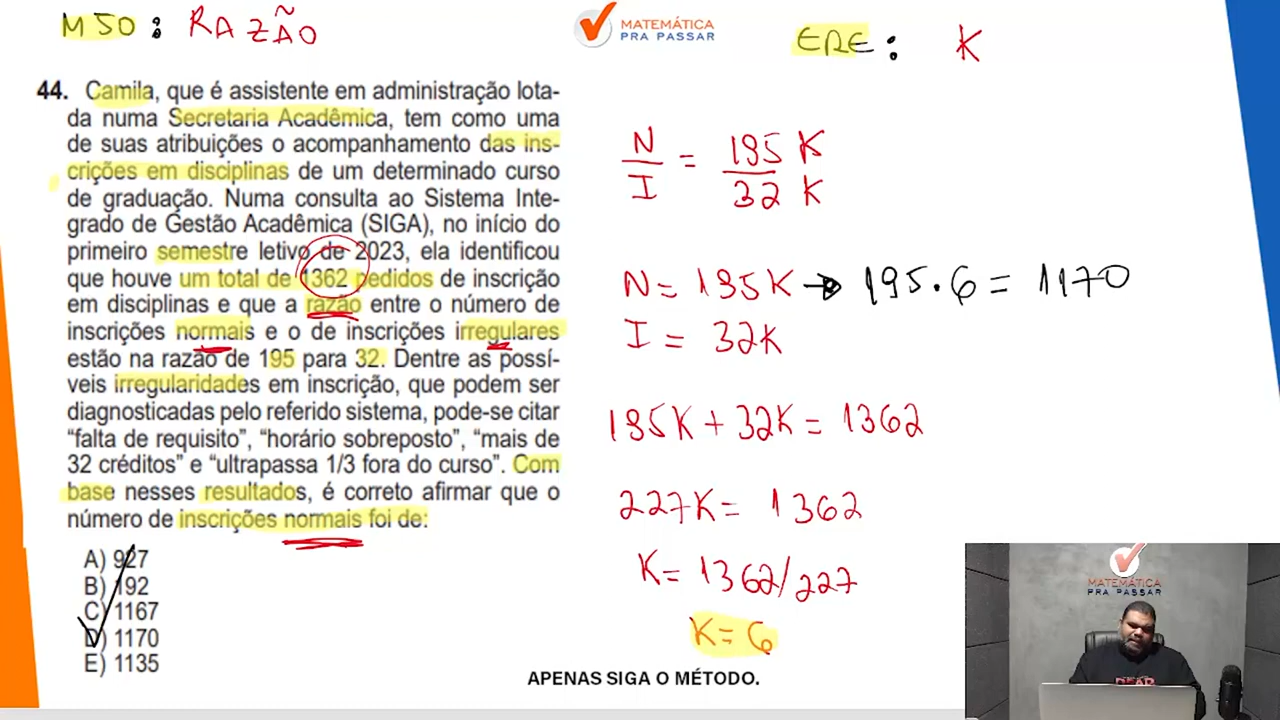 MSO: RAZÃO
MATEMÁTICA
PRA PASSAR
ERE: K
44. Camila, que é assistente em administração lota-
da numa Secretaria Acadêmica, tem como uma
de suas atribuições o acompanhamento das ins-
crições em disciplinas de um determinado curso
de graduação. Numa consulta ao Sistema Inte-
grado de Gestão Acadêmica (SIGA), no início do
primeiro semestre letivo de 2023, ela identificou
que houve um total de 1362 pedidos de inscrição
em disciplinas e que a razão entre o número de
inscrições normais e o de inscrições irregulares
estão na razão de 195 para 32. Dentre as possí-
veis irregularidades em inscrição, que podem ser
diagnosticadas pelo referido sistema, pode-se citar
“falta de requisito”, “horário sobreposto”, “mais de
32 créditos” e “ultrapassa 1/3 fora do curso”. Com
base nesses resultados, é correto afirmar que o
número de inscrições normais foi de:
A) 927
B) 192
C) 1167
D) 1170
E) 1135
N/I = 195K/32K
N = 195K → 195.6 = 1170
I = 32K
195K + 32K = 1362
227K = 1362
K = 1362/227
K = 6
APENAS SIGA O MÉTODO.
MATEMÁTICA
PRA PASSAR